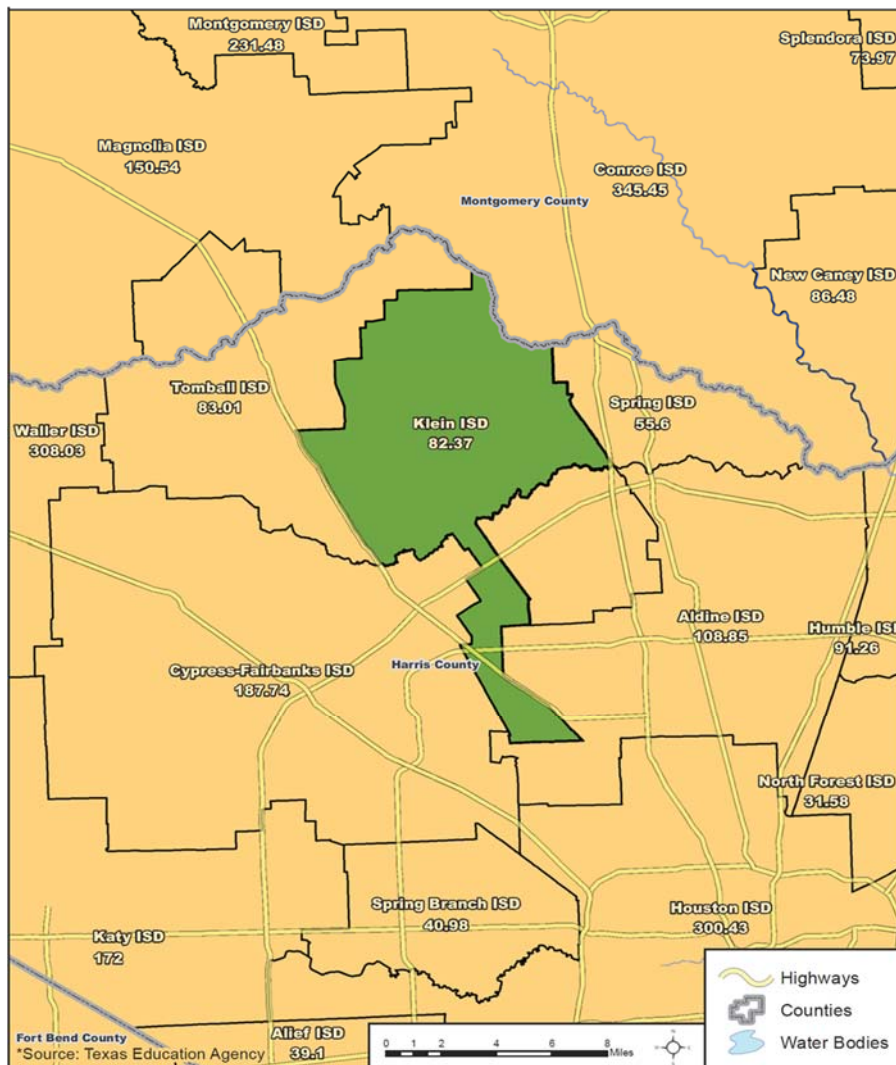 Montgomery ISD
231.48
Splendora ISD
73.97
Magnolia ISD
150.54
Conroe ISD
345.45
Montgomery County
New Caney ISD
86.48
Tomball ISD
83.01
Spring ISD
55.6
Klein ISD
82.37
Waller ISD
308.03
Aldine ISD
108.85
Humble ISD
91.26
Harris County
Cypress-Fairbanks ISD
187.74
North Forest ISD
31.58
Spring Branch ISD
40.98
Houston ISD
300.43
Katy ISD
172
Highways
Counties
Water Bodies
Fort Bend County
Alief ISD
39.1
*Source: Texas Education Agency
0 1 2 4 6 8
Miles